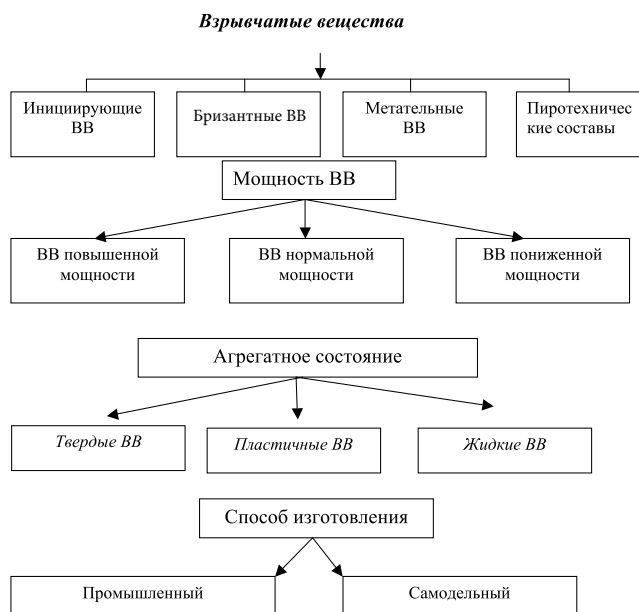 Взрывчатые вещества
Инициирующие
ВВ
Бризантные ВВ
Метательные
ВВ
Пиротехничес
кие составы
Мощность ВВ
ВВ повышенной
мощности
ВВ нормальной
мощности
ВВ пониженной
мощности
Агрегатное состояние
Твердые ВВ
Пластичные ВВ
Жидкие ВВ
Способ изготовления
Промышленный
Самодельный